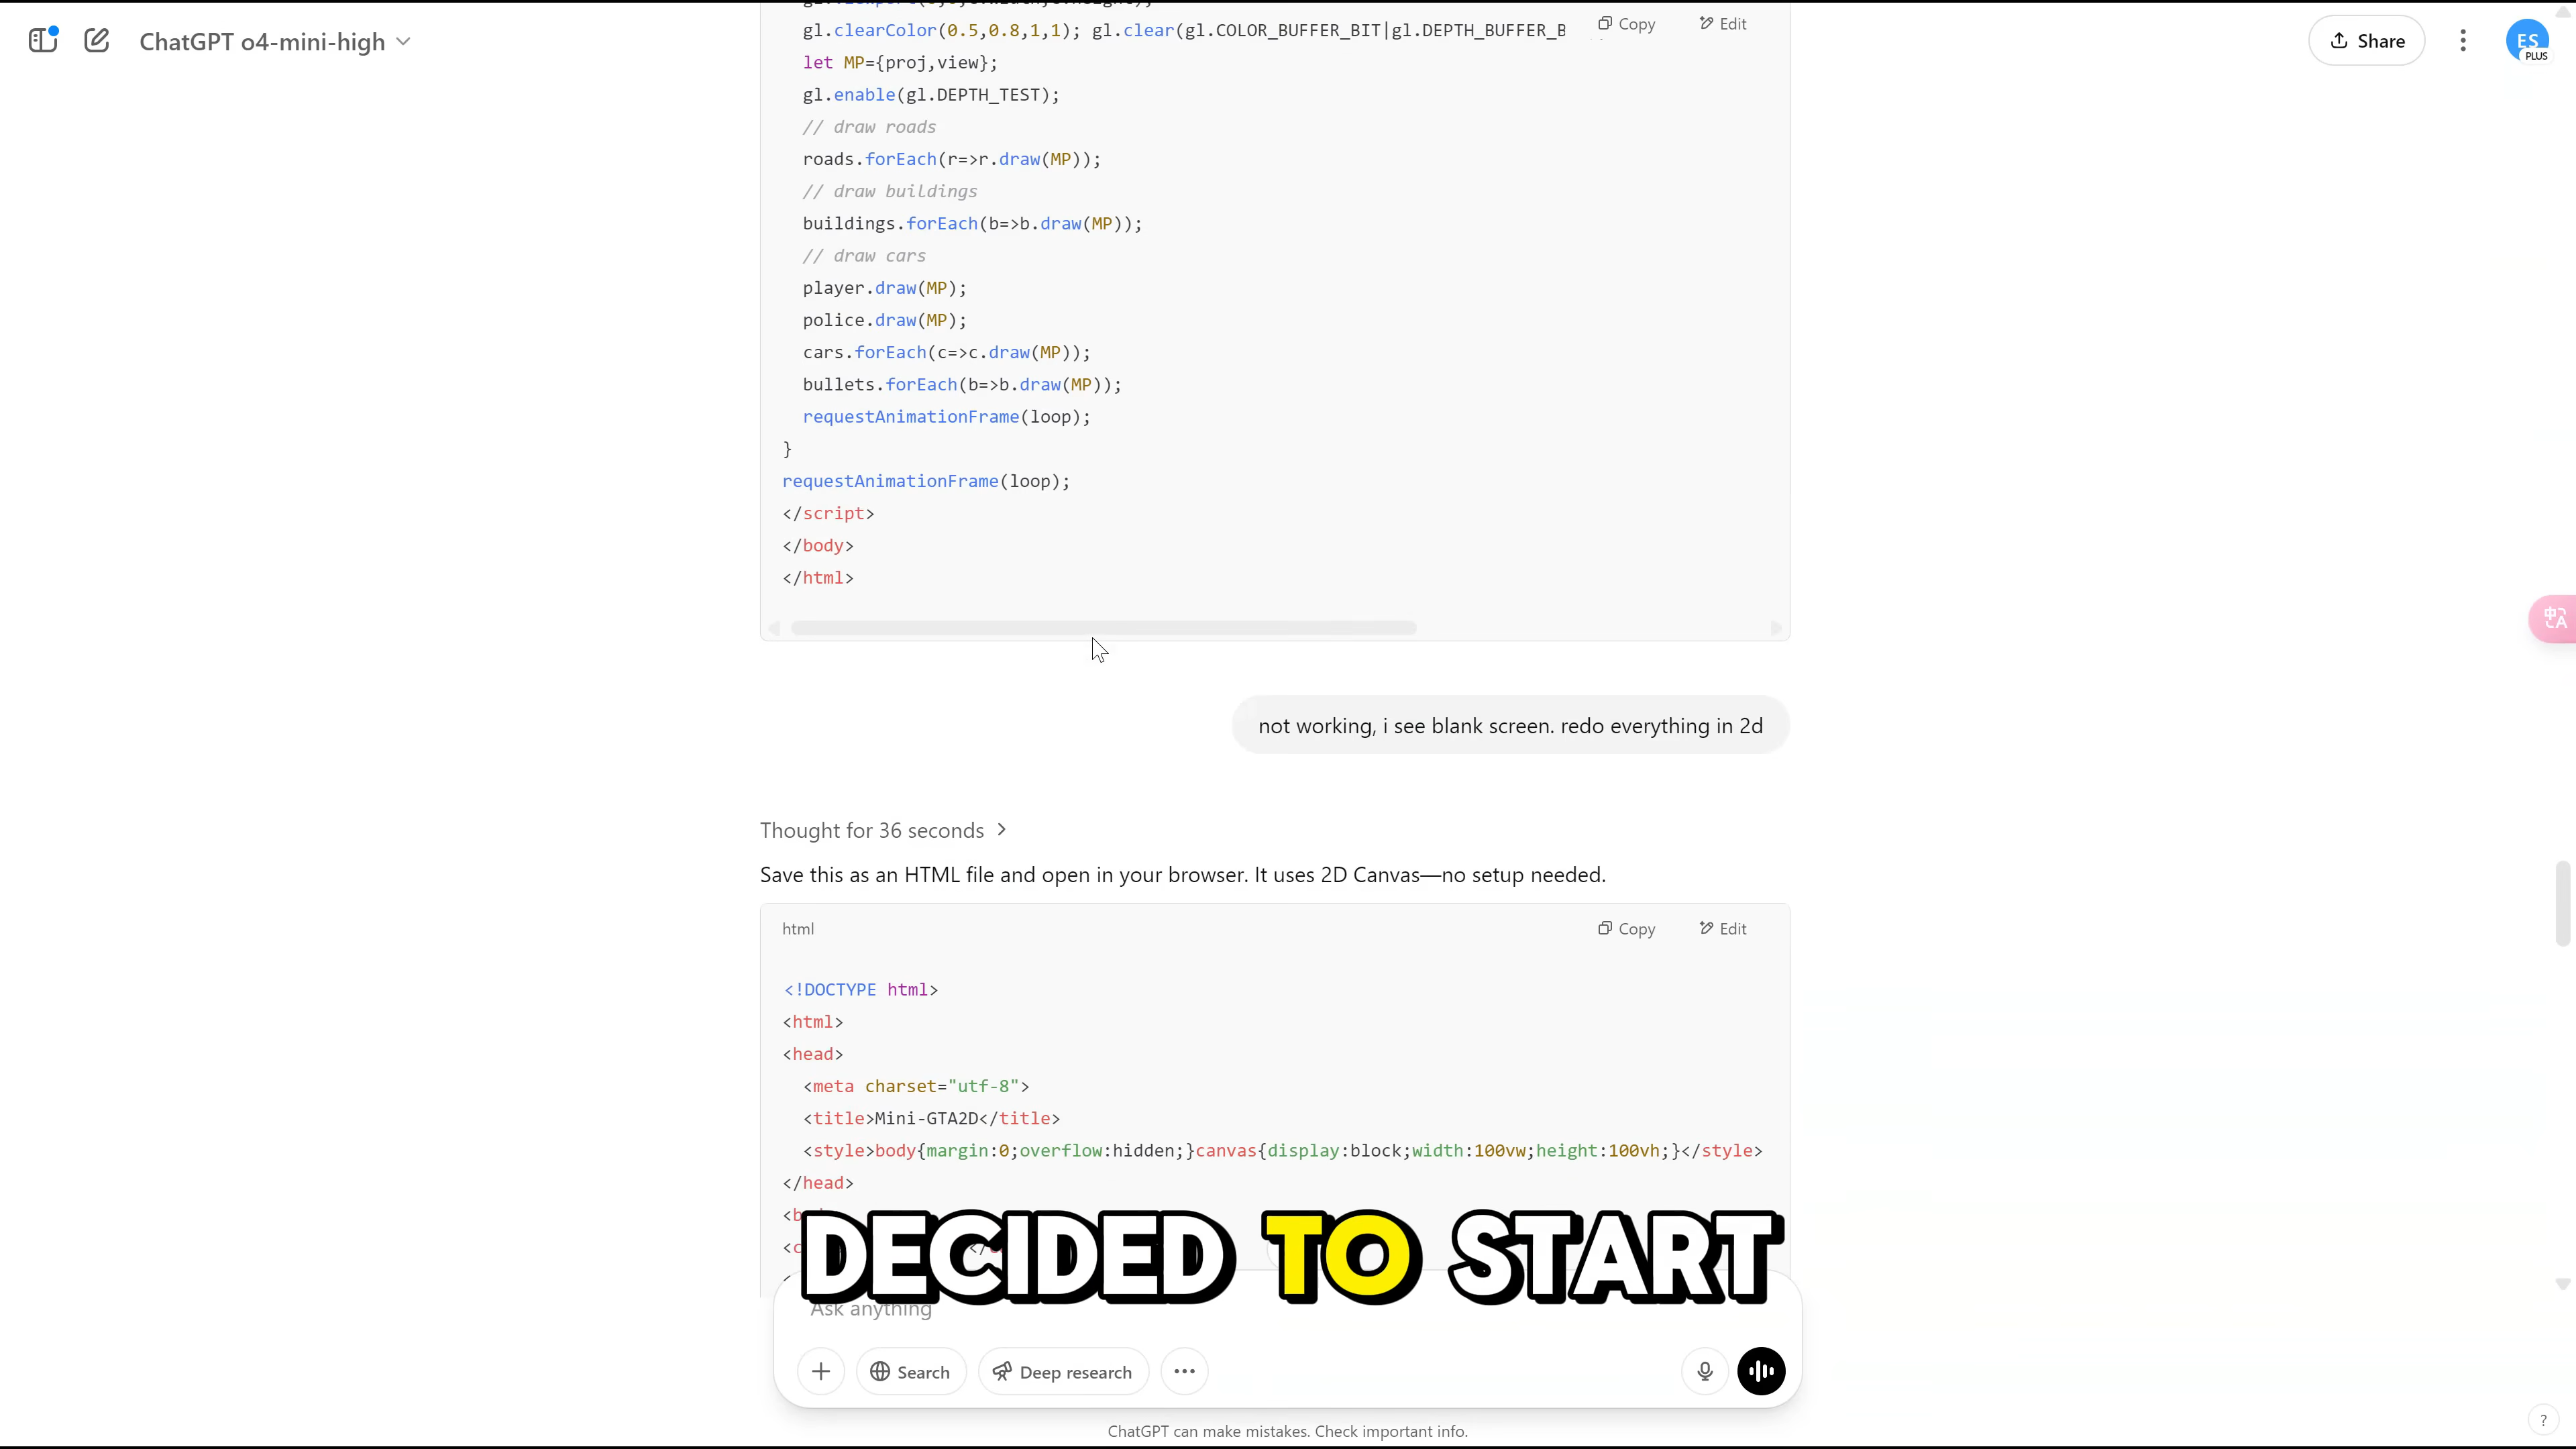 ChatGPT o4-mini-high
Share
ES
PLUS
gl.clearColor(0.5,0.8,1,1); gl.clear(gl.COLOR_BUFFER_BIT|gl.DEPTH_BUFFER_B
Copy
Edit
let MP={proj,view};
gl.enable(gl.DEPTH_TEST);
// draw roads
roads.forEach(r=>r.draw(MP));
// draw buildings
buildings.forEach(b=>b.draw(MP));
// draw cars
player.draw(MP);
police.draw(MP);
cars.forEach(c=>c.draw(MP));
bullets.forEach(b=>b.draw(MP));
requestAnimationFrame(loop);
}
requestAnimationFrame(loop);
</script>
</body>
</html>
中
A
not working, i see blank screen. redo everything in 2d
Thought for 36 seconds
Save this as an HTML file and open in your browser. It uses 2D Canvas—no setup needed.
html
Copy
Edit
<!DOCTYPE html>
<html>
<head>
<meta charset="utf-8">
<title>Mini-GTA2D</title>
<style>body{margin:0;overflow:hidden;}canvas{display:block;width:100vw;height:100vh;}</style>
</head>
DECIDED TO START
Ask anything
Search
Deep research
ChatGPT can make mistakes. Check important info.
?